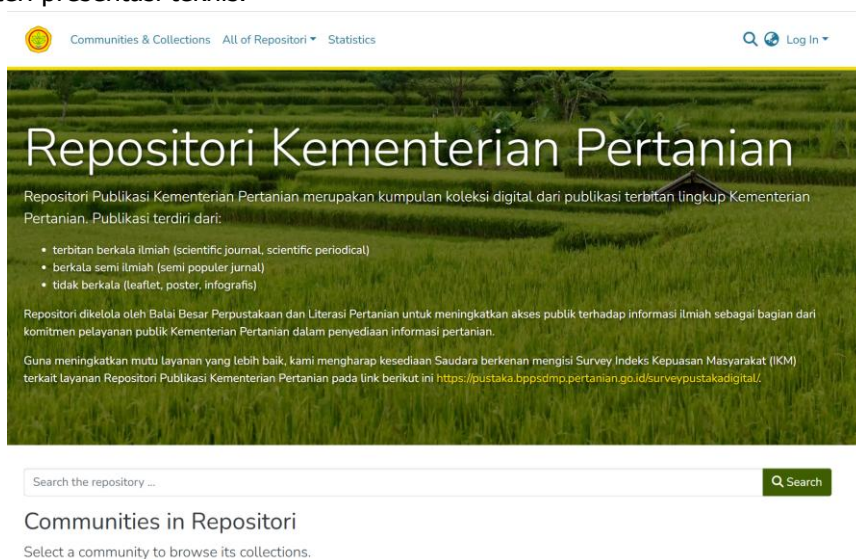 presentasi teknis.
Communities & Collections All of Repositori Statistics Log In
Repositori Kementerian Pertanian
Repositori Publikasi Kementerian Pertanian merupakan kumpulan koleksi digital dari publikasi terbitan lingkup Kementerian
Pertanian. Publikasi terdiri dari:
• terbitan berkala ilmiah (scientific journal, scientific periodical)
• berkala semi ilmiah (semi populer jurnal)
• tidak berkala (leaflet, poster, infografis)
Repositori dikelola oleh Balai Besar Perpustakaan dan Literasi Pertanian untuk meningkatkan akses publik terhadap informasi ilmiah sebagai bagian dari
komitmen pelayanan publik Kementerian Pertanian dalam penyediaan informasi pertanian.
Guna meningkatkan mutu layanan yang lebih baik, kami mengharap kesediaan Saudara berkenan mengisi Survey Indeks Kepuasan Masyarakat (IKM)
terkait layanan Repositori Publikasi Kementerian Pertanian pada link berikut ini https://pustaka.bppsdmp.pertanian.go.id/surveypustakadigital/.
Search the repository ... Search
Communities in Repositori
Select a community to browse its collections.